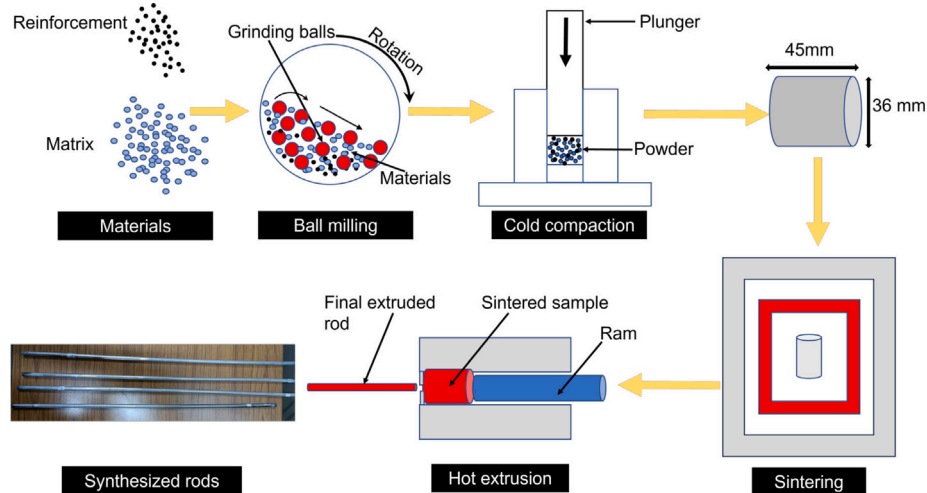 Reinforcement
Matrix
Materials
Grinding balls
Rotation
Materials
Ball milling
Plunger
Powder
Cold compaction
45mm
36 mm
Final extruded
rod
Sintered sample
Ram
Synthesized rods
Hot extrusion
Sintering